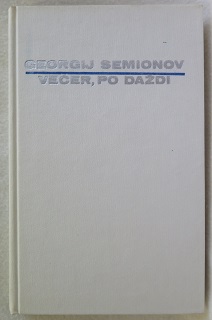 GEORGIJ SEMIONOV
VEČER, PO DAŽDI